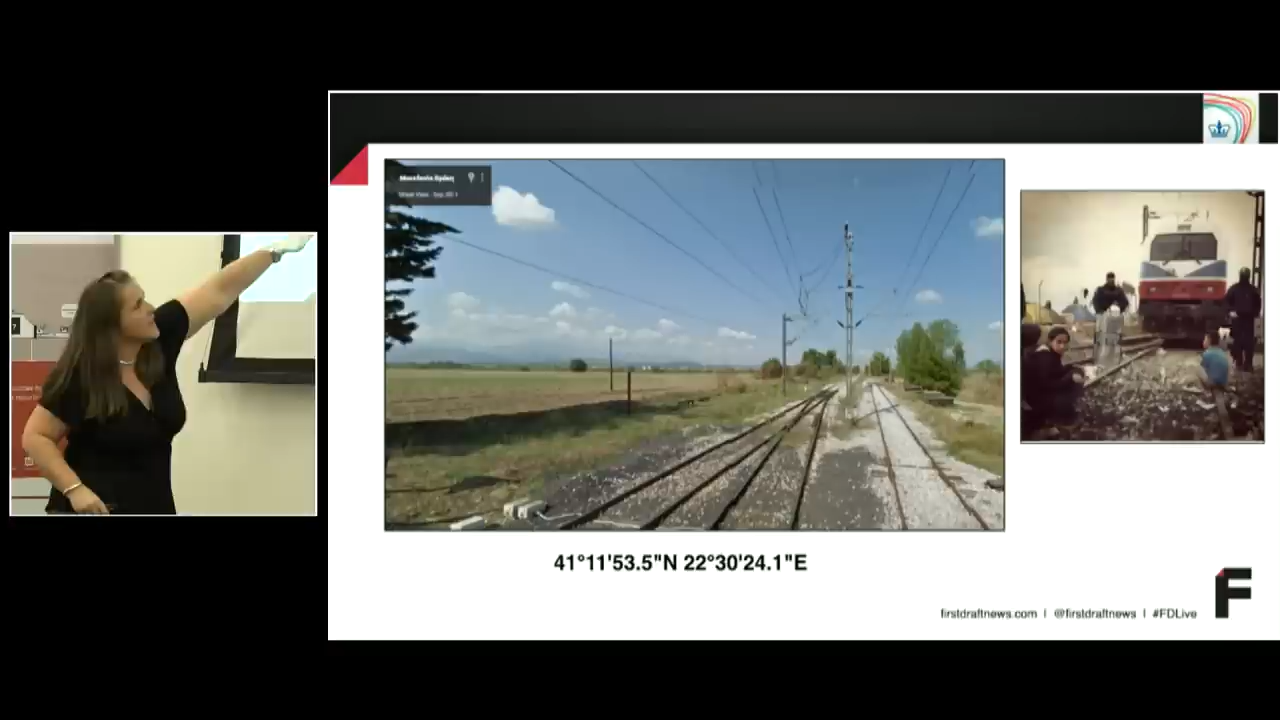 41°11'53.5"N 22°30'24.1"E
firstdraftnews.com | @firstdraftnews | #FDLive
F